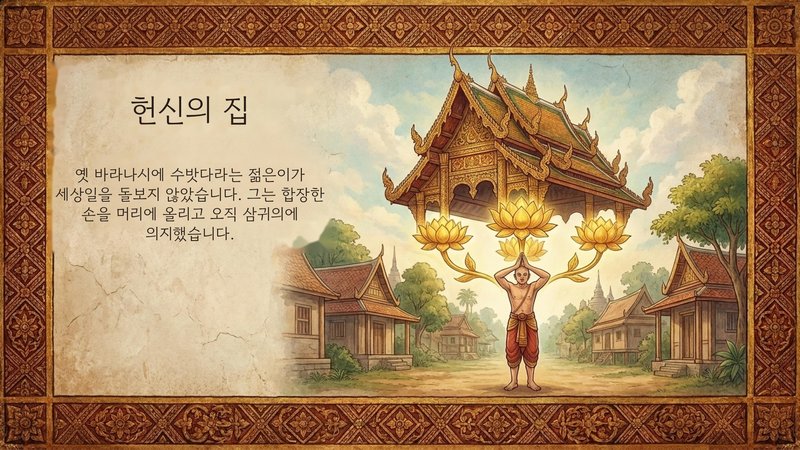 헌신의 집
옛 바라나시에 수밧다라는 젊은이가
세상일을 돌보지 않았습니다. 그는 합장한
손을 머리에 올리고 오직 삼귀의에
의지했습니다.